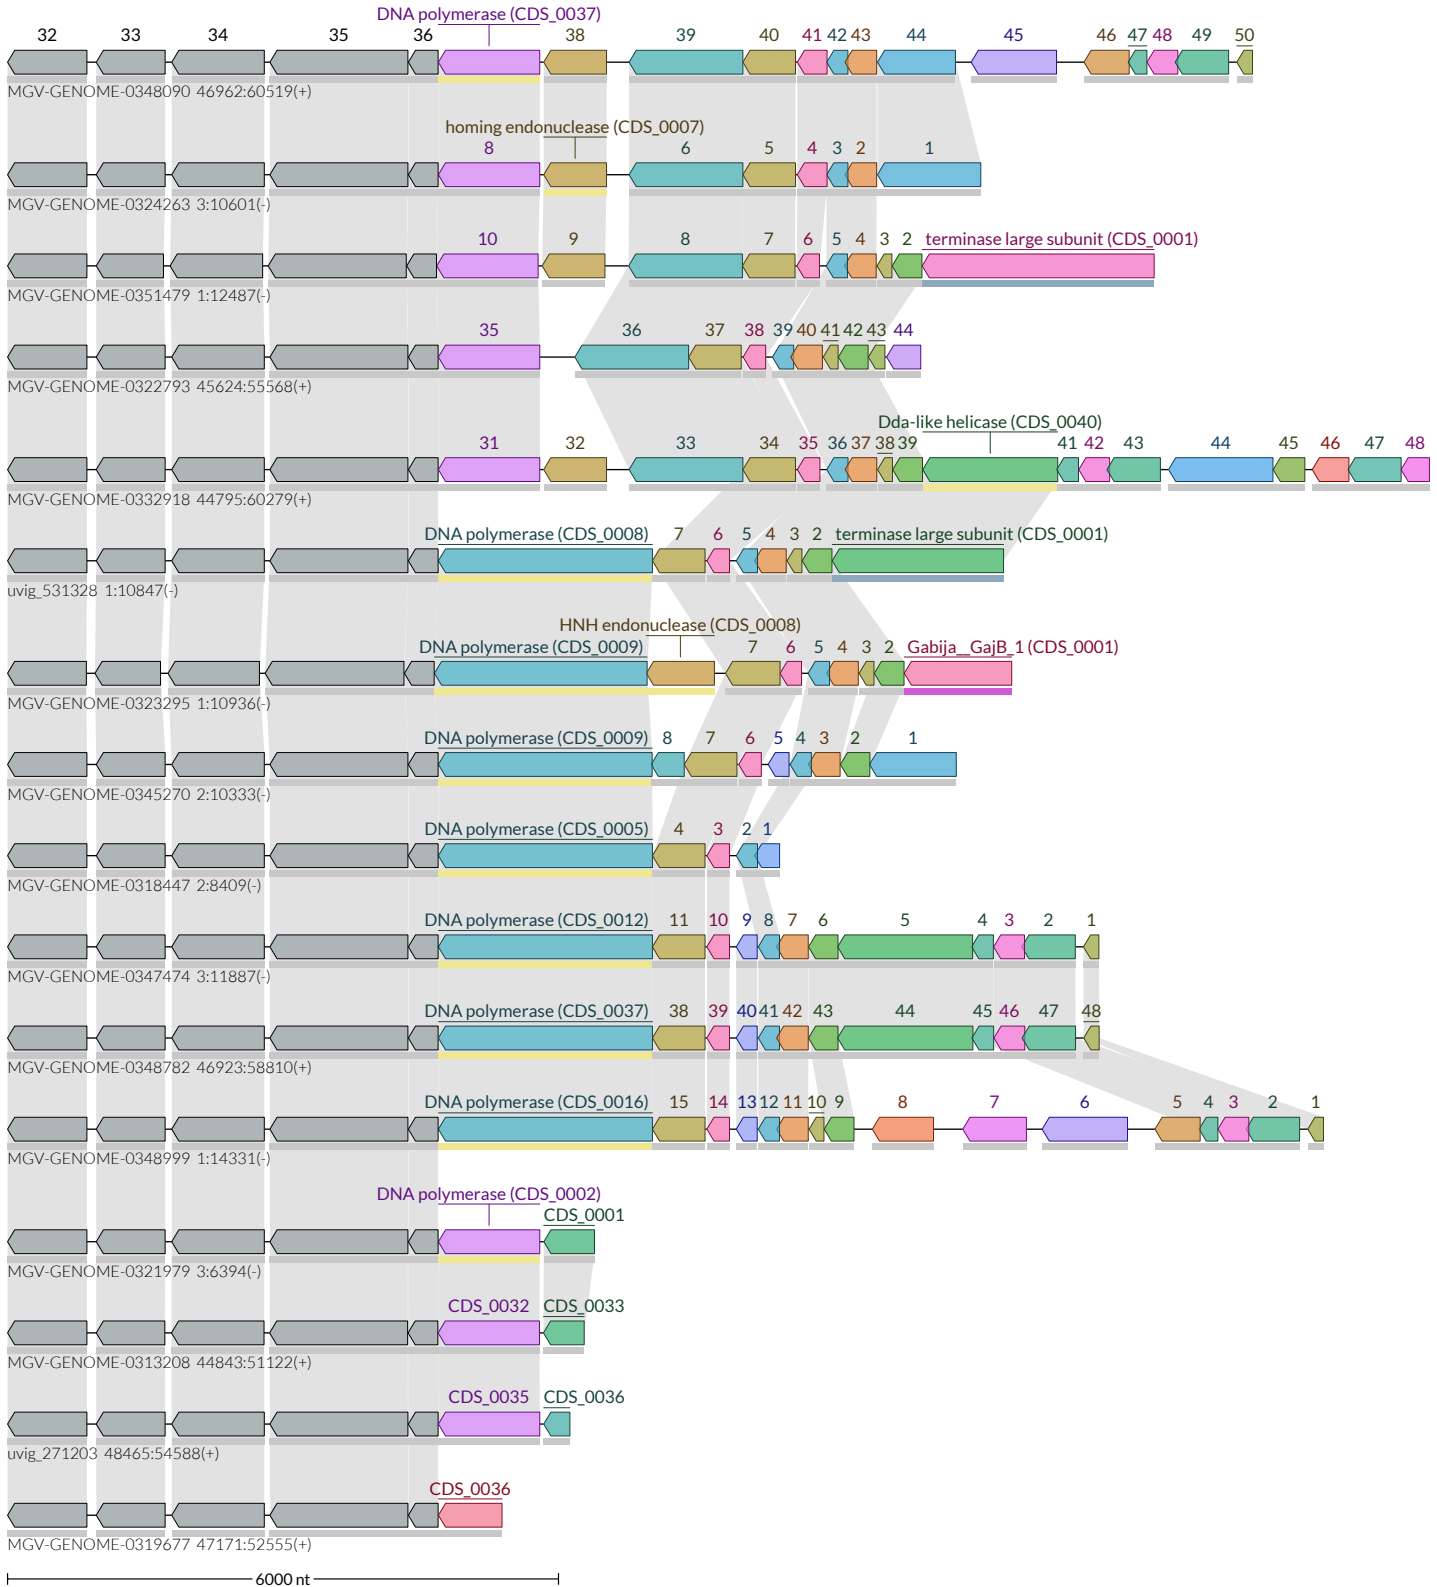 DNA polymerase (CDS_0037)
32 33 34 35 36 38 39 40 41 42 43 44 45 46 47 48 49 50
MGV-GENOME-0348090 46962:60519(+)
homing endonuclease (CDS_0007)
8 6 5 4 3 2 1
MGV-GENOME-0324263 3:10601(-)
10 9 8 7 6 5 4 3 2 terminase large subunit (CDS_0001)
MGV-GENOME-0351479 1:12487(-)
35 36 37 38 39 40 41 42 43 44
MGV-GENOME-0322793 45624:55568(+)
Dda-like helicase (CDS_0040)
31 32 33 34 35 36 37 38 39 41 42 43 44 45 46 47 48
MGV-GENOME-0332918 44795:60279(+)
DNA polymerase (CDS_0008) 7 6 5 4 3 2 terminase large subunit (CDS_0001)
uvig_531328 1:10847(-)
HNH endonuclease (CDS_0008)
DNA polymerase (CDS_0009) 7 6 5 4 3 2 Gabija__GajB_1 (CDS_0001)
MGV-GENOME-0323295 1:10936(-)
DNA polymerase (CDS_0009) 8 7 6 5 4 3 2 1
MGV-GENOME-0345270 2:10333(-)
DNA polymerase (CDS_0005) 4 3 2 1
MGV-GENOME-0318447 2:8409(-)
DNA polymerase (CDS_0012) 11 10 9 8 7 6 5 4 3 2 1
MGV-GENOME-0347474 3:11887(-)
DNA polymerase (CDS_0037) 38 39 40 41 42 43 44 45 46 47 48
MGV-GENOME-0348782 46923:58810(+)
DNA polymerase (CDS_0016) 15 14 13 12 11 10 9 8 7 6 5 4 3 2 1
MGV-GENOME-0348999 1:14331(-)
DNA polymerase (CDS_0002)
CDS_0001
MGV-GENOME-0321979 3:6394(-)
CDS_0032 CDS_0033
MGV-GENOME-0313208 44843:51122(+)
CDS_0035 CDS_0036
uvig_271203 48465:54588(+)
CDS_0036
MGV-GENOME-0319677 47171:52555(+)
6000 nt